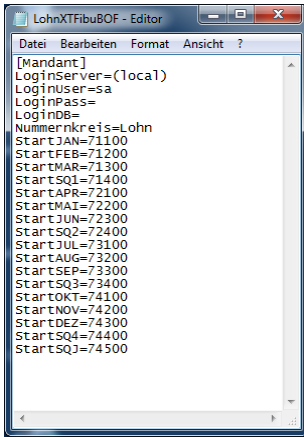 LohnXTFibuBOF - Editor
Datei Bearbeiten Format Ansicht ?
[Mandant]
LoginServer=(local)
LoginUser=sa
LoginPass=
LoginDB=
Nummernkreis=Lohn
StartJAN=71100
StartFEB=71200
StartMAR=71300
StartSQ1=71400
StartAPR=72100
StartMAI=72200
StartJUN=72300
StartSQ2=72400
StartJUL=73100
StartAUG=73200
StartSEP=73300
StartSQ3=73400
StartOKT=74100
StartNOV=74200
StartDEZ=74300
StartSQ4=74400
StartSQJ=74500